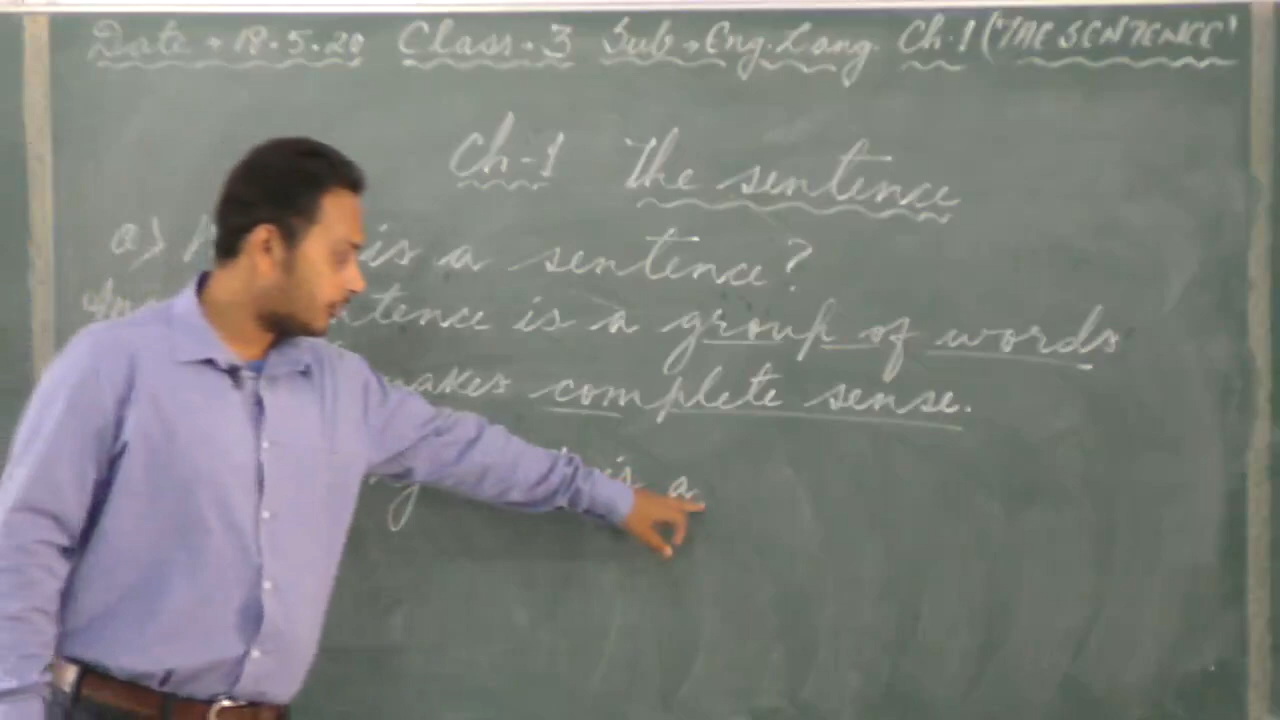 Date → 18.5.20 Class → 3 Sub → Eng. Lang. Ch. 1 (THE SENTENCE)
Ch-1 The sentence
a) is a sentence?
is a group of words
makes complete sense.
is a